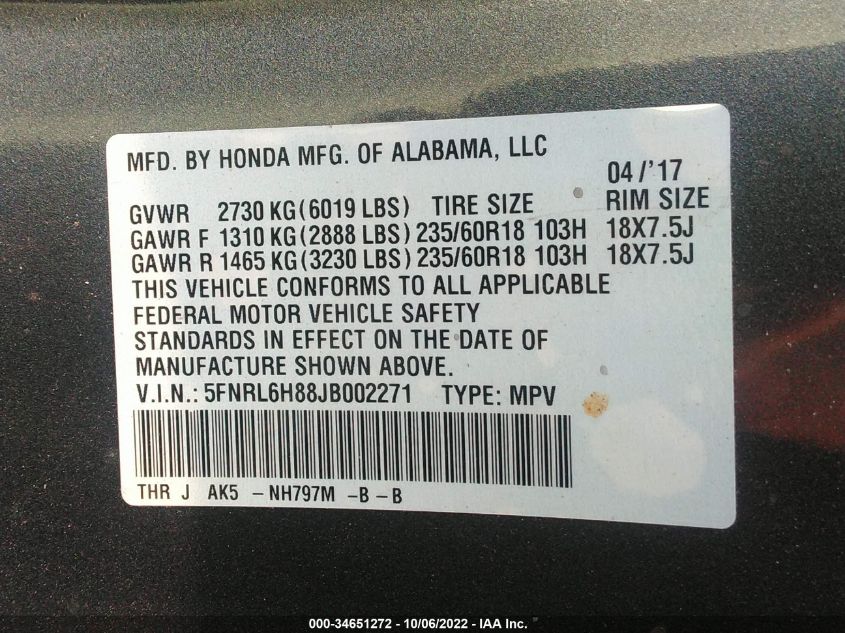 MFD. BY HONDA MFG. OF ALABAMA, LLC 04/'17
GVWR 2730 KG(6019 LBS) TIRE SIZE RIM SIZE
GAWR F 1310 KG(2888 LBS) 235/60R18 103H 18X7.5J
GAWR R 1465 KG(3230 LBS) 235/60R18 103H 18X7.5J
THIS VEHICLE CONFORMS TO ALL APPLICABLE
FEDERAL MOTOR VEHICLE SAFETY
STANDARDS IN EFFECT ON THE DATE OF
MANUFACTURE SHOWN ABOVE.
V.I.N.: 5FNRL6H88JB002271 TYPE: MPV
THR J AK5 -NH797M -B -B
000-34651272 - 10/06/2022 - IAA Inc.